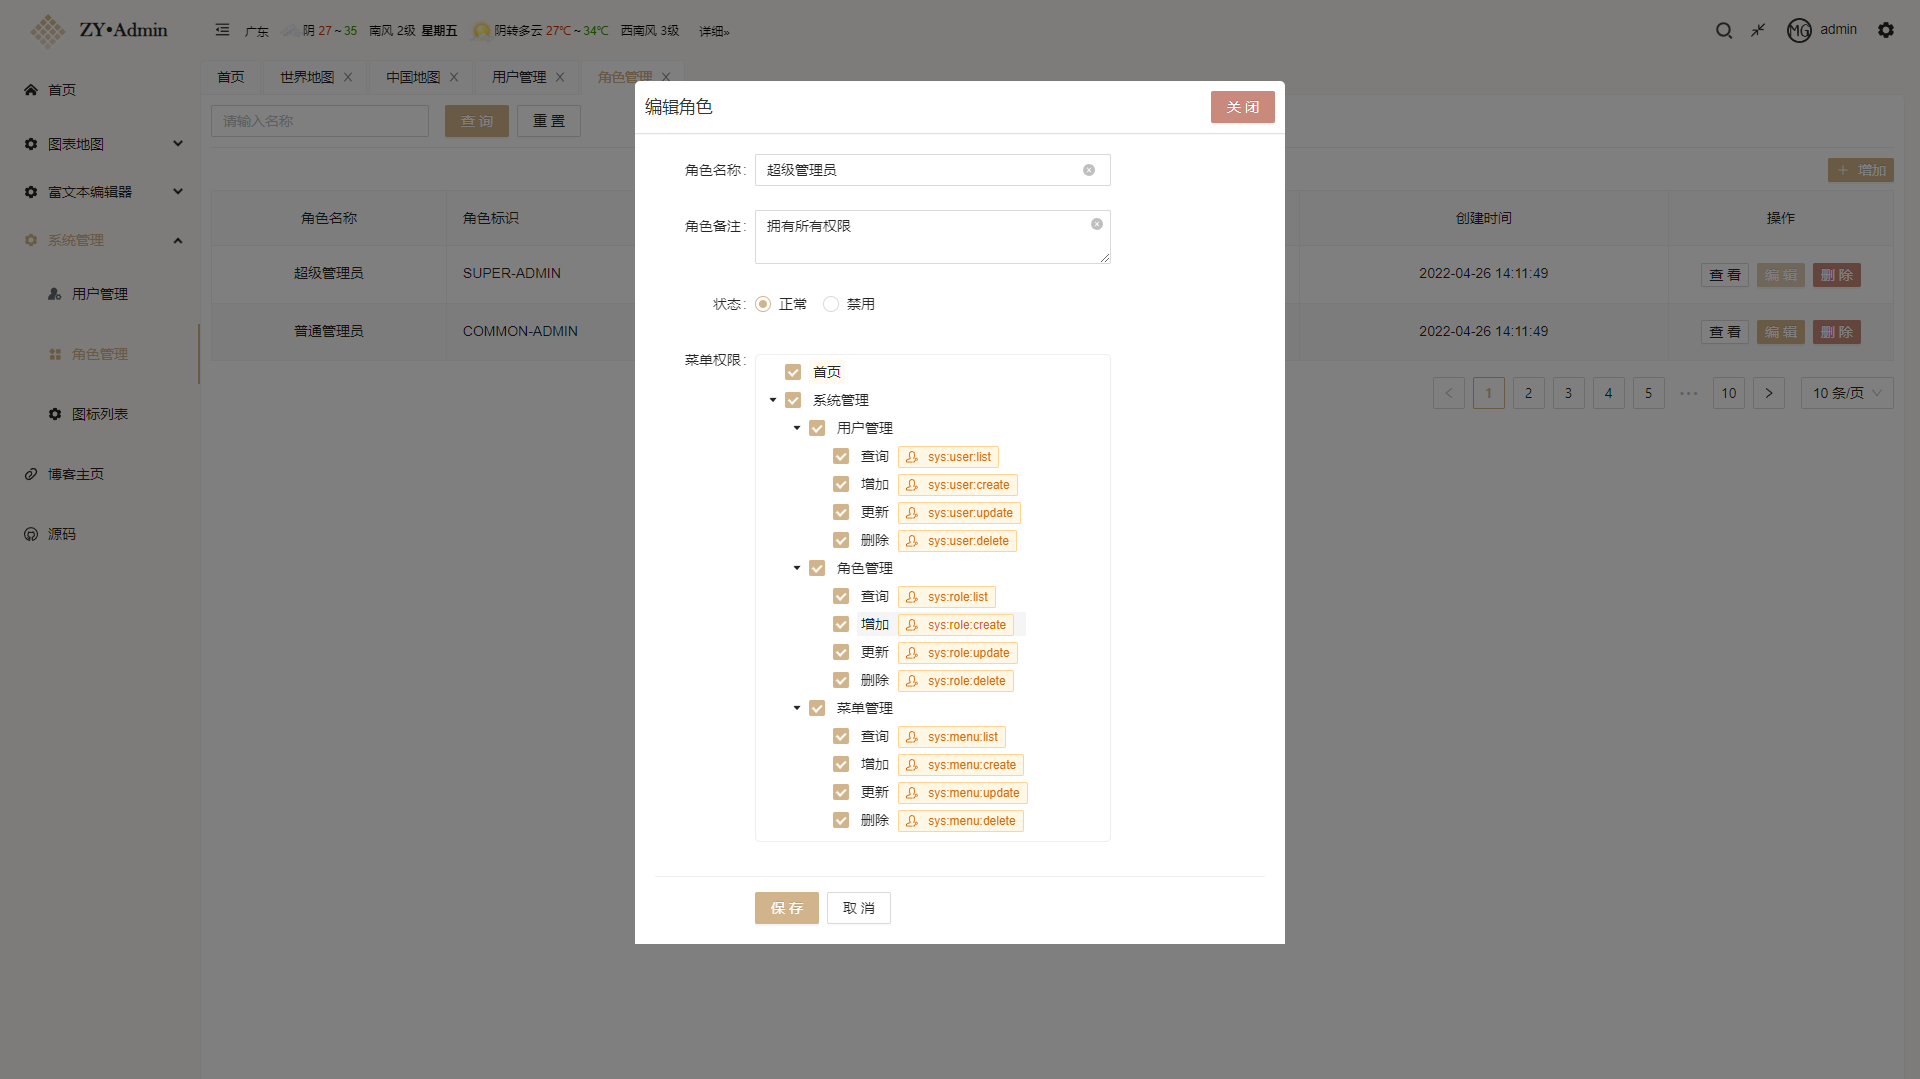 ZY•Admin
广东 阴 27 ~ 35 南风 2级 星期五 阴转多云 27℃ ~ 34℃ 西南风 3级 详细»
MG admin
首页
图表地图
富文本编辑器
系统管理
用户管理
角色管理
图标列表
博客主页
源码
首页 世界地图 中国地图 用户管理 角色管理
请输入名称 查 询 重 置
增加
角色名称 角色标识 创建时间 操作
超级管理员 SUPER-ADMIN 2022-04-26 14:11:49 查 看 编 辑 删 除
普通管理员 COMMON-ADMIN 2022-04-26 14:11:49 查 看 编 辑 删 除
1 2 3 4 5 ••• 10 10 条/页
编辑角色 关 闭
角色名称: 超级管理员
角色备注: 拥有所有权限
状态: 正常 禁用
菜单权限: 首页
系统管理
用户管理
查询 sys:user:list
增加 sys:user:create
更新 sys:user:update
删除 sys:user:delete
角色管理
查询 sys:role:list
增加 sys:role:create
更新 sys:role:update
删除 sys:role:delete
菜单管理
查询 sys:menu:list
增加 sys:menu:create
更新 sys:menu:update
删除 sys:menu:delete
保 存 取 消